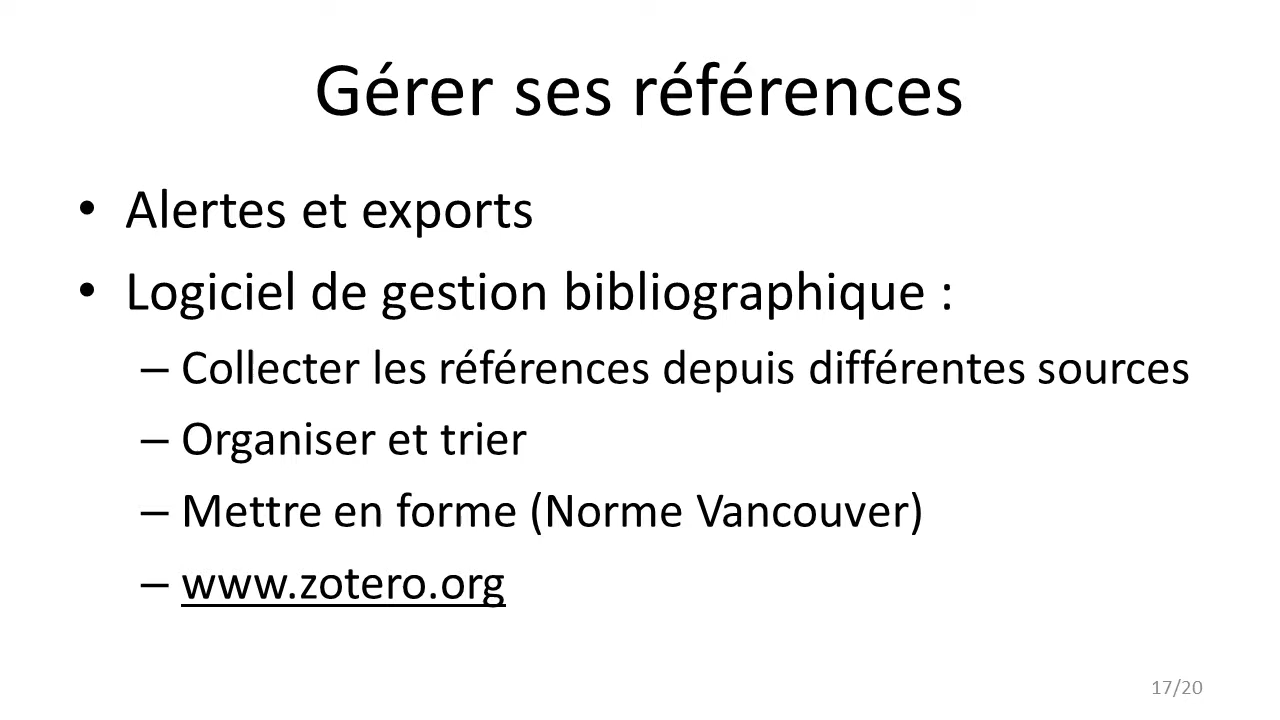 Gérer ses références
• Alertes et exports
• Logiciel de gestion bibliographique :
– Collecter les références depuis différentes sources
– Organiser et trier
– Mettre en forme (Norme Vancouver)
– www.zotero.org
17/20